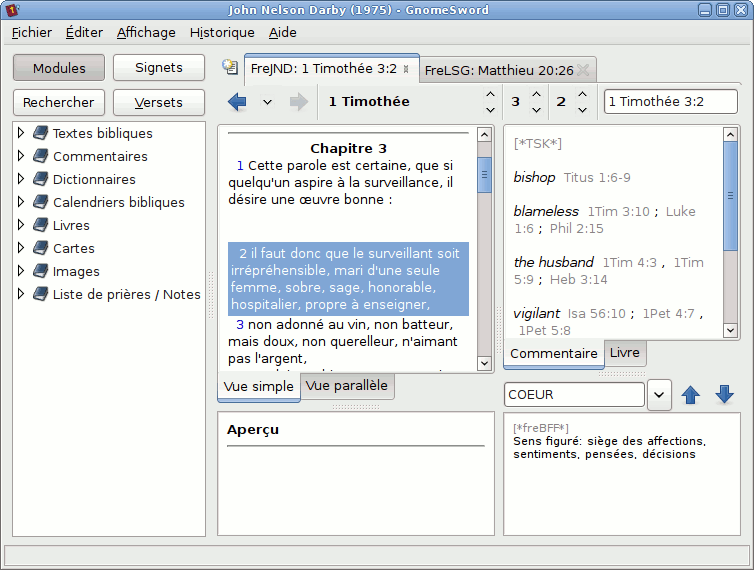 John Nelson Darby (1975) - GnomeSword
Fichier Éditer Affichage Historique Aide
Modules Signets
Rechercher Versets
Textes bibliques
Commentaires
Dictionnaires
Calendriers bibliques
Livres
Cartes
Images
Liste de prières / Notes
FreJND: 1 Timothée 3:2 FreLSG: Matthieu 20:26
1 Timothée 3 2 1 Timothée 3:2
Chapitre 3
1 Cette parole est certaine, que si
quelqu'un aspire à la surveillance, il
désire une œuvre bonne :
2 il faut donc que le surveillant soit
irrépréhensible, mari d'une seule
femme, sobre, sage, honorable,
hospitalier, propre à enseigner,
3 non adonné au vin, non batteur,
mais doux, non querelleur, n'aimant
pas l'argent,
Vue simple Vue parallèle
Aperçu
[*TSK*]
bishop Titus 1:6-9
blameless 1Tim 3:10 ; Luke
1:6 ; Phil 2:15
the husband 1Tim 4:3 , 1Tim
5:9 ; Heb 3:14
vigilant Isa 56:10 ; 1Pet 4:7 ,
1Pet 5:8
Commentaire Livre
COEUR
[*freBFF*]
Sens figuré: siège des affections,
sentiments, pensées, décisions